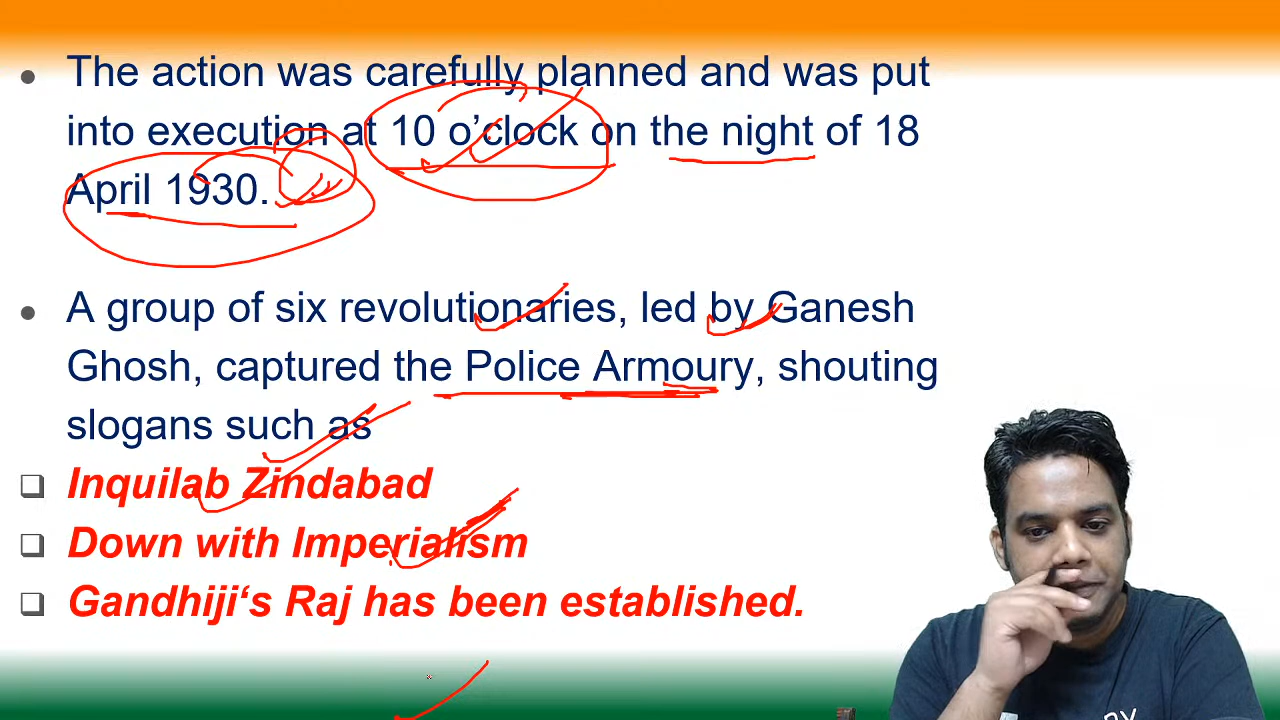 • The action was carefully planned and was put
into execution at 10 o’clock on the night of 18
April 1930.
• A group of six revolutionaries, led by Ganesh
Ghosh, captured the Police Armoury, shouting
slogans such as
❑ Inquilab Zindabad
❑ Down with Imperialism
❑ Gandhiji‘s Raj has been established.